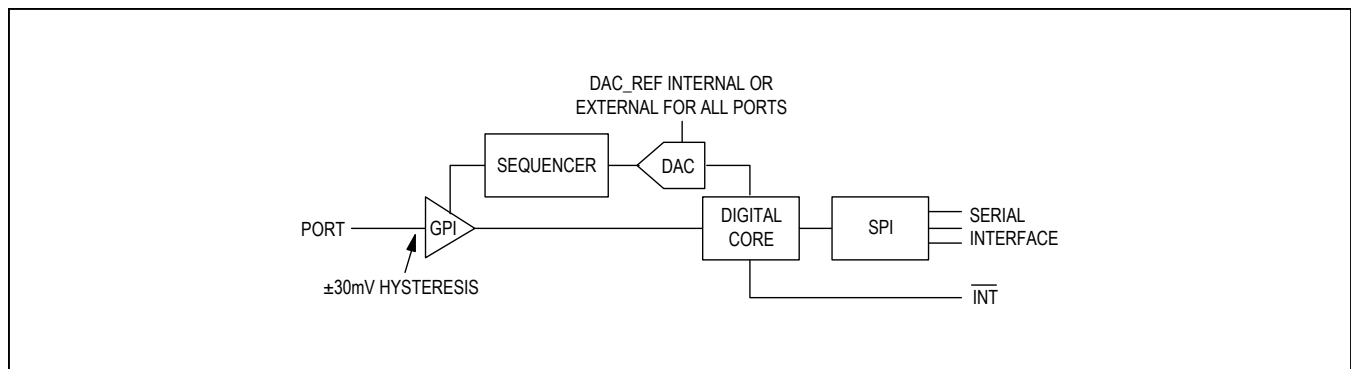 DAC_REF INTERNAL OR
EXTERNAL FOR ALL PORTS
SEQUENCER
DAC
PORT
GPI
DIGITAL
CORE
SPI
SERIAL
INTERFACE
±30mV HYSTERESIS
INT